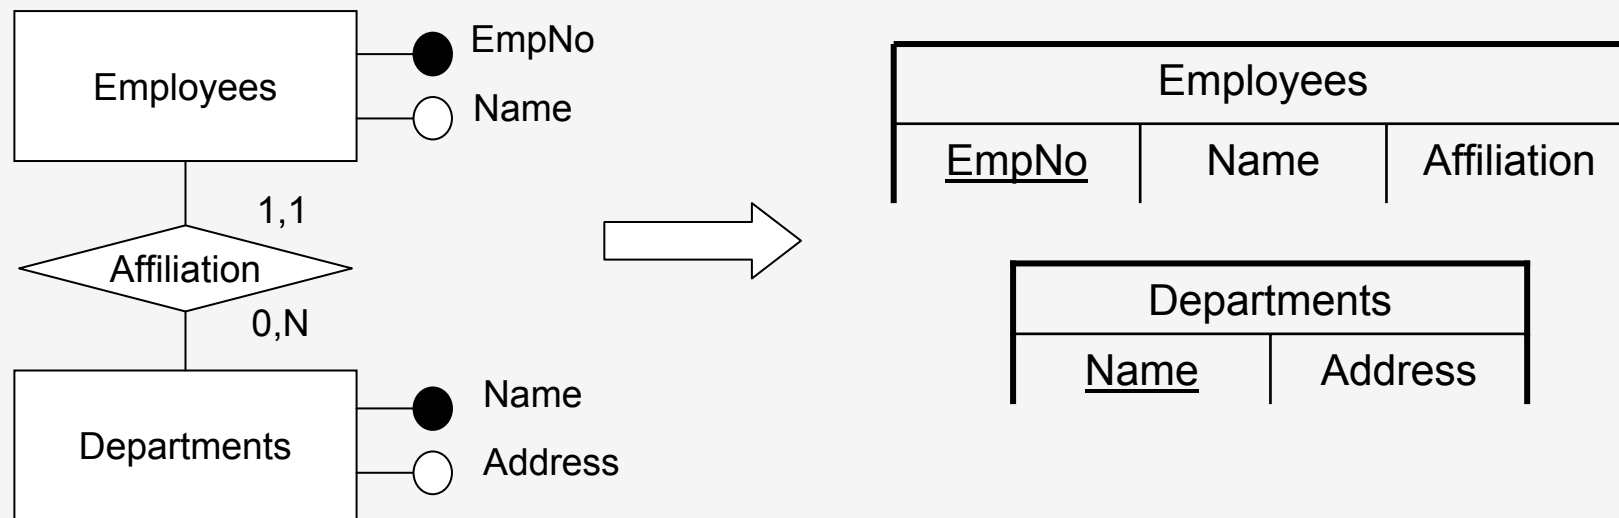 Employees
EmpNo
Name
1,1
Affiliation
0,N
Departments
Name
Address
Employees
EmpNo Name Affiliation
Departments
Name Address